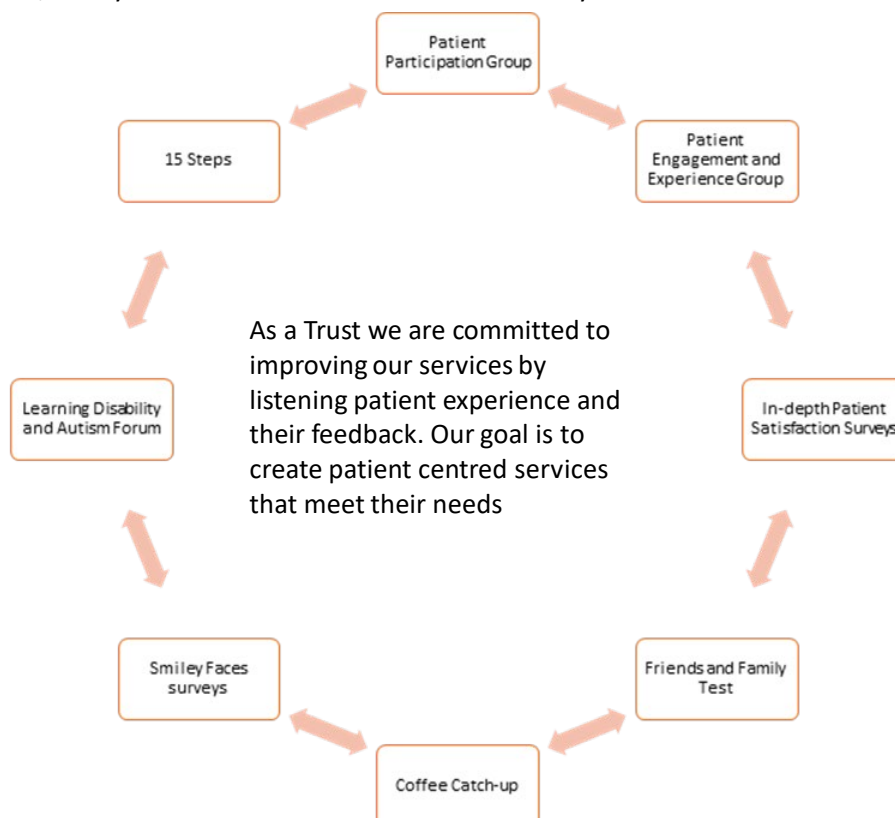 Patient
Participation Group
Patient
Engagement and
Experience Group
In-depth Patient
Satisfaction Surveys
Friends and Family
Test
Coffee Catch-up
Smiley Faces
surveys
Learning Disability
and Autism Forum
15 Steps
As a Trust we are committed to
improving our services by
listening patient experience and
their feedback. Our goal is to
create patient centred services
that meet their needs